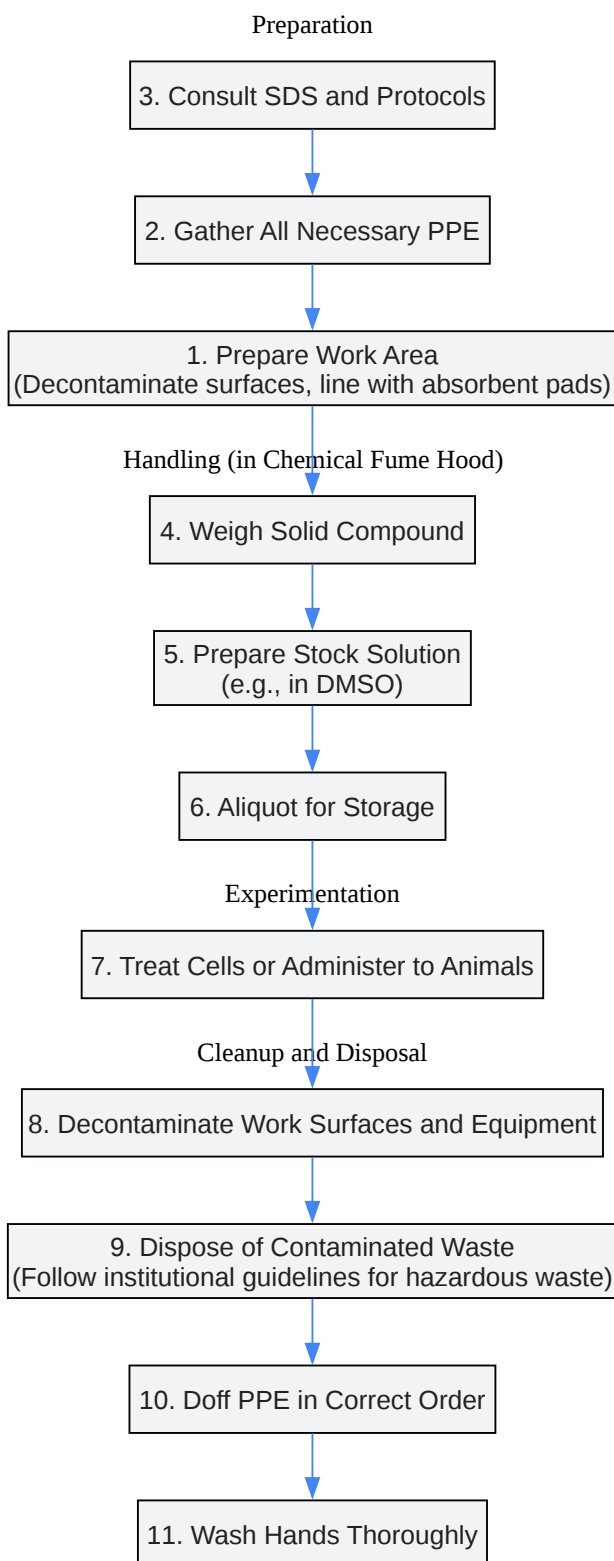 Preparation
3. Consult SDS and Protocols
2. Gather All Necessary PPE
1. Prepare Work Area
(Decontaminate surfaces, line with absorbent pads)
Handling (in Chemical Fume Hood)
4. Weigh Solid Compound
5. Prepare Stock Solution
(e.g., in DMSO)
6. Aliquot for Storage
Experimentation
7. Treat Cells or Administer to Animals
Cleanup and Disposal
8. Decontaminate Work Surfaces and Equipment
9. Dispose of Contaminated Waste
(Follow institutional guidelines for hazardous waste)
10. Doff PPE in Correct Order
11. Wash Hands Thoroughly